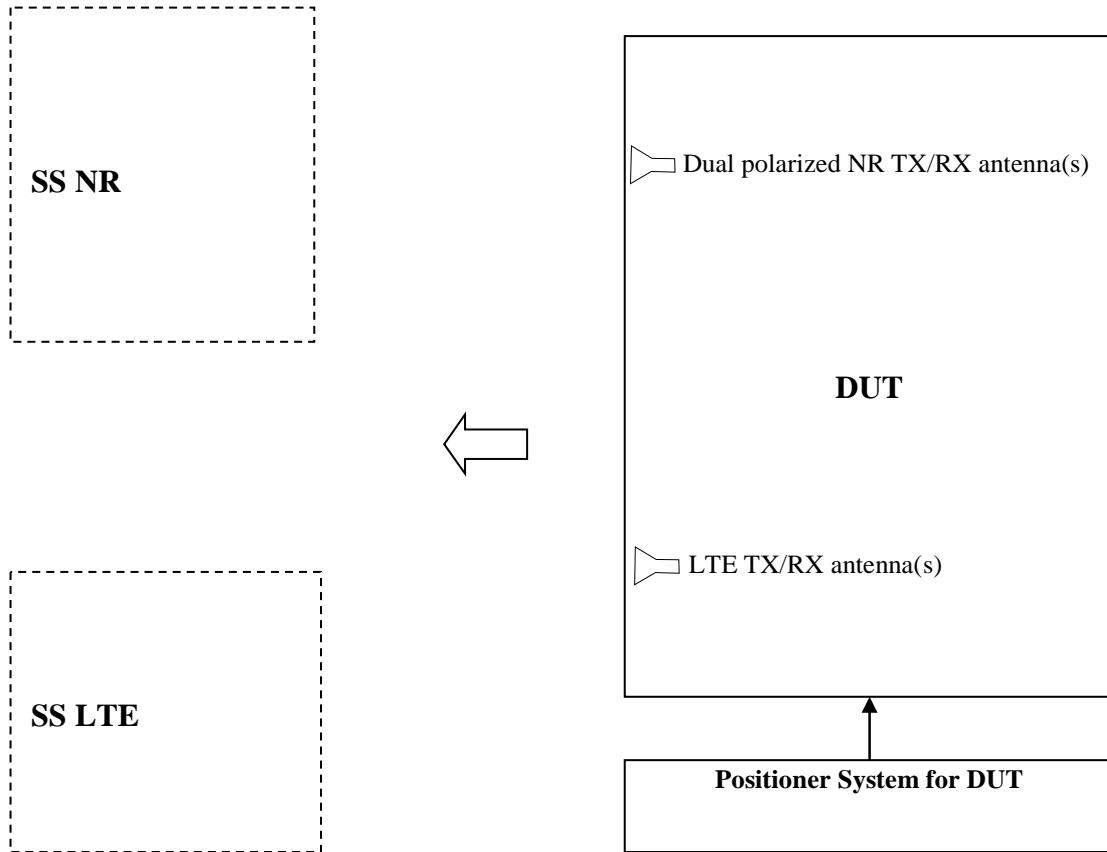 SS NR
Dual polarized NR TX/RX antenna(s)
DUT
LTE TX/RX antenna(s)
SS LTE
Positioner System for DUT